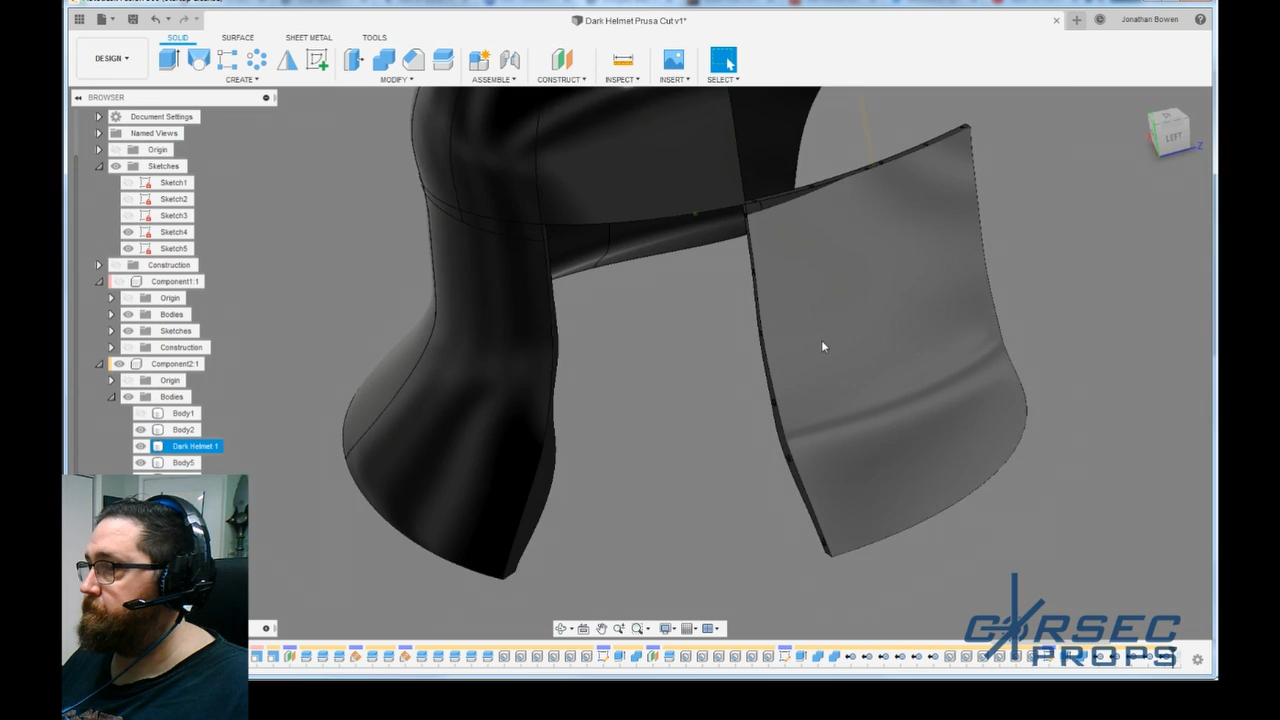 Dark Helmet Prusa Cut v1*
Jonathan Bowen
DESIGN
SOLID
SURFACE
SHEET METAL
TOOLS
CREATE
MODIFY
ASSEMBLE
CONSTRUCT
INSPECT
INSERT
SELECT
BROWSER
Document Settings
Named Views
Origin
Sketches
Sketch1
Sketch2
Sketch3
Sketch4
Sketch5
Construction
Component1:1
Origin
Bodies
Sketches
Construction
Component2:1
Origin
Bodies
Body1
Body2
Dark Helmet 1
Body5
LEFT
Z
CORSEC
PROPS